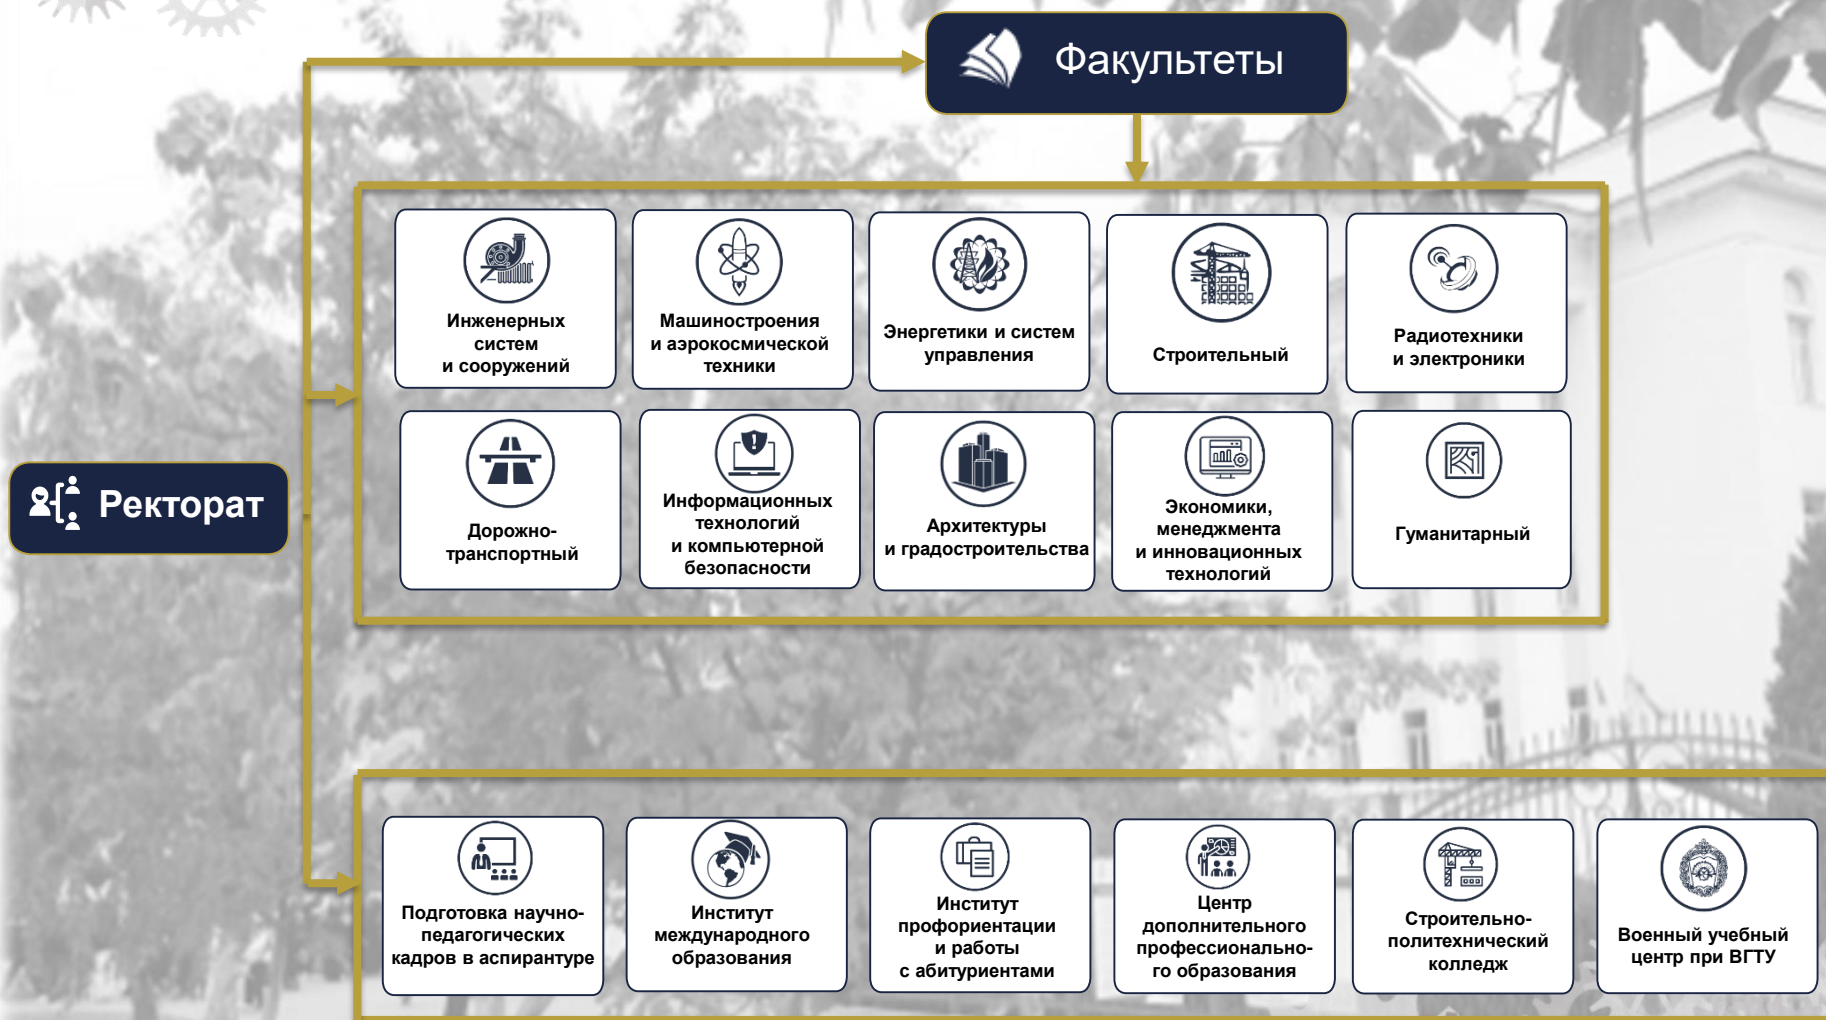 Факультеты
Инженерных
систем
и сооружений
Машиностроения
и аэрокосмической
техники
Энергетики и систем
управления
Строительный
Радиотехники
и электроники
Ректорат
Дорожно-
транспортный
Информационных
технологий
и компьютерной
безопасности
Архитектуры
и градостроительства
Экономики,
менеджмента
и инновационных
технологий
Гуманитарный
Подготовка научно-
педагогических
кадров в аспирантуре
Институт
международного
образования
Институт
профориентации
и работы
с абитуриентами
Центр
дополнительного
профессионально-
го образования
Строительно-
политехнический
колледж
Военный учебный
центр при ВГТУ